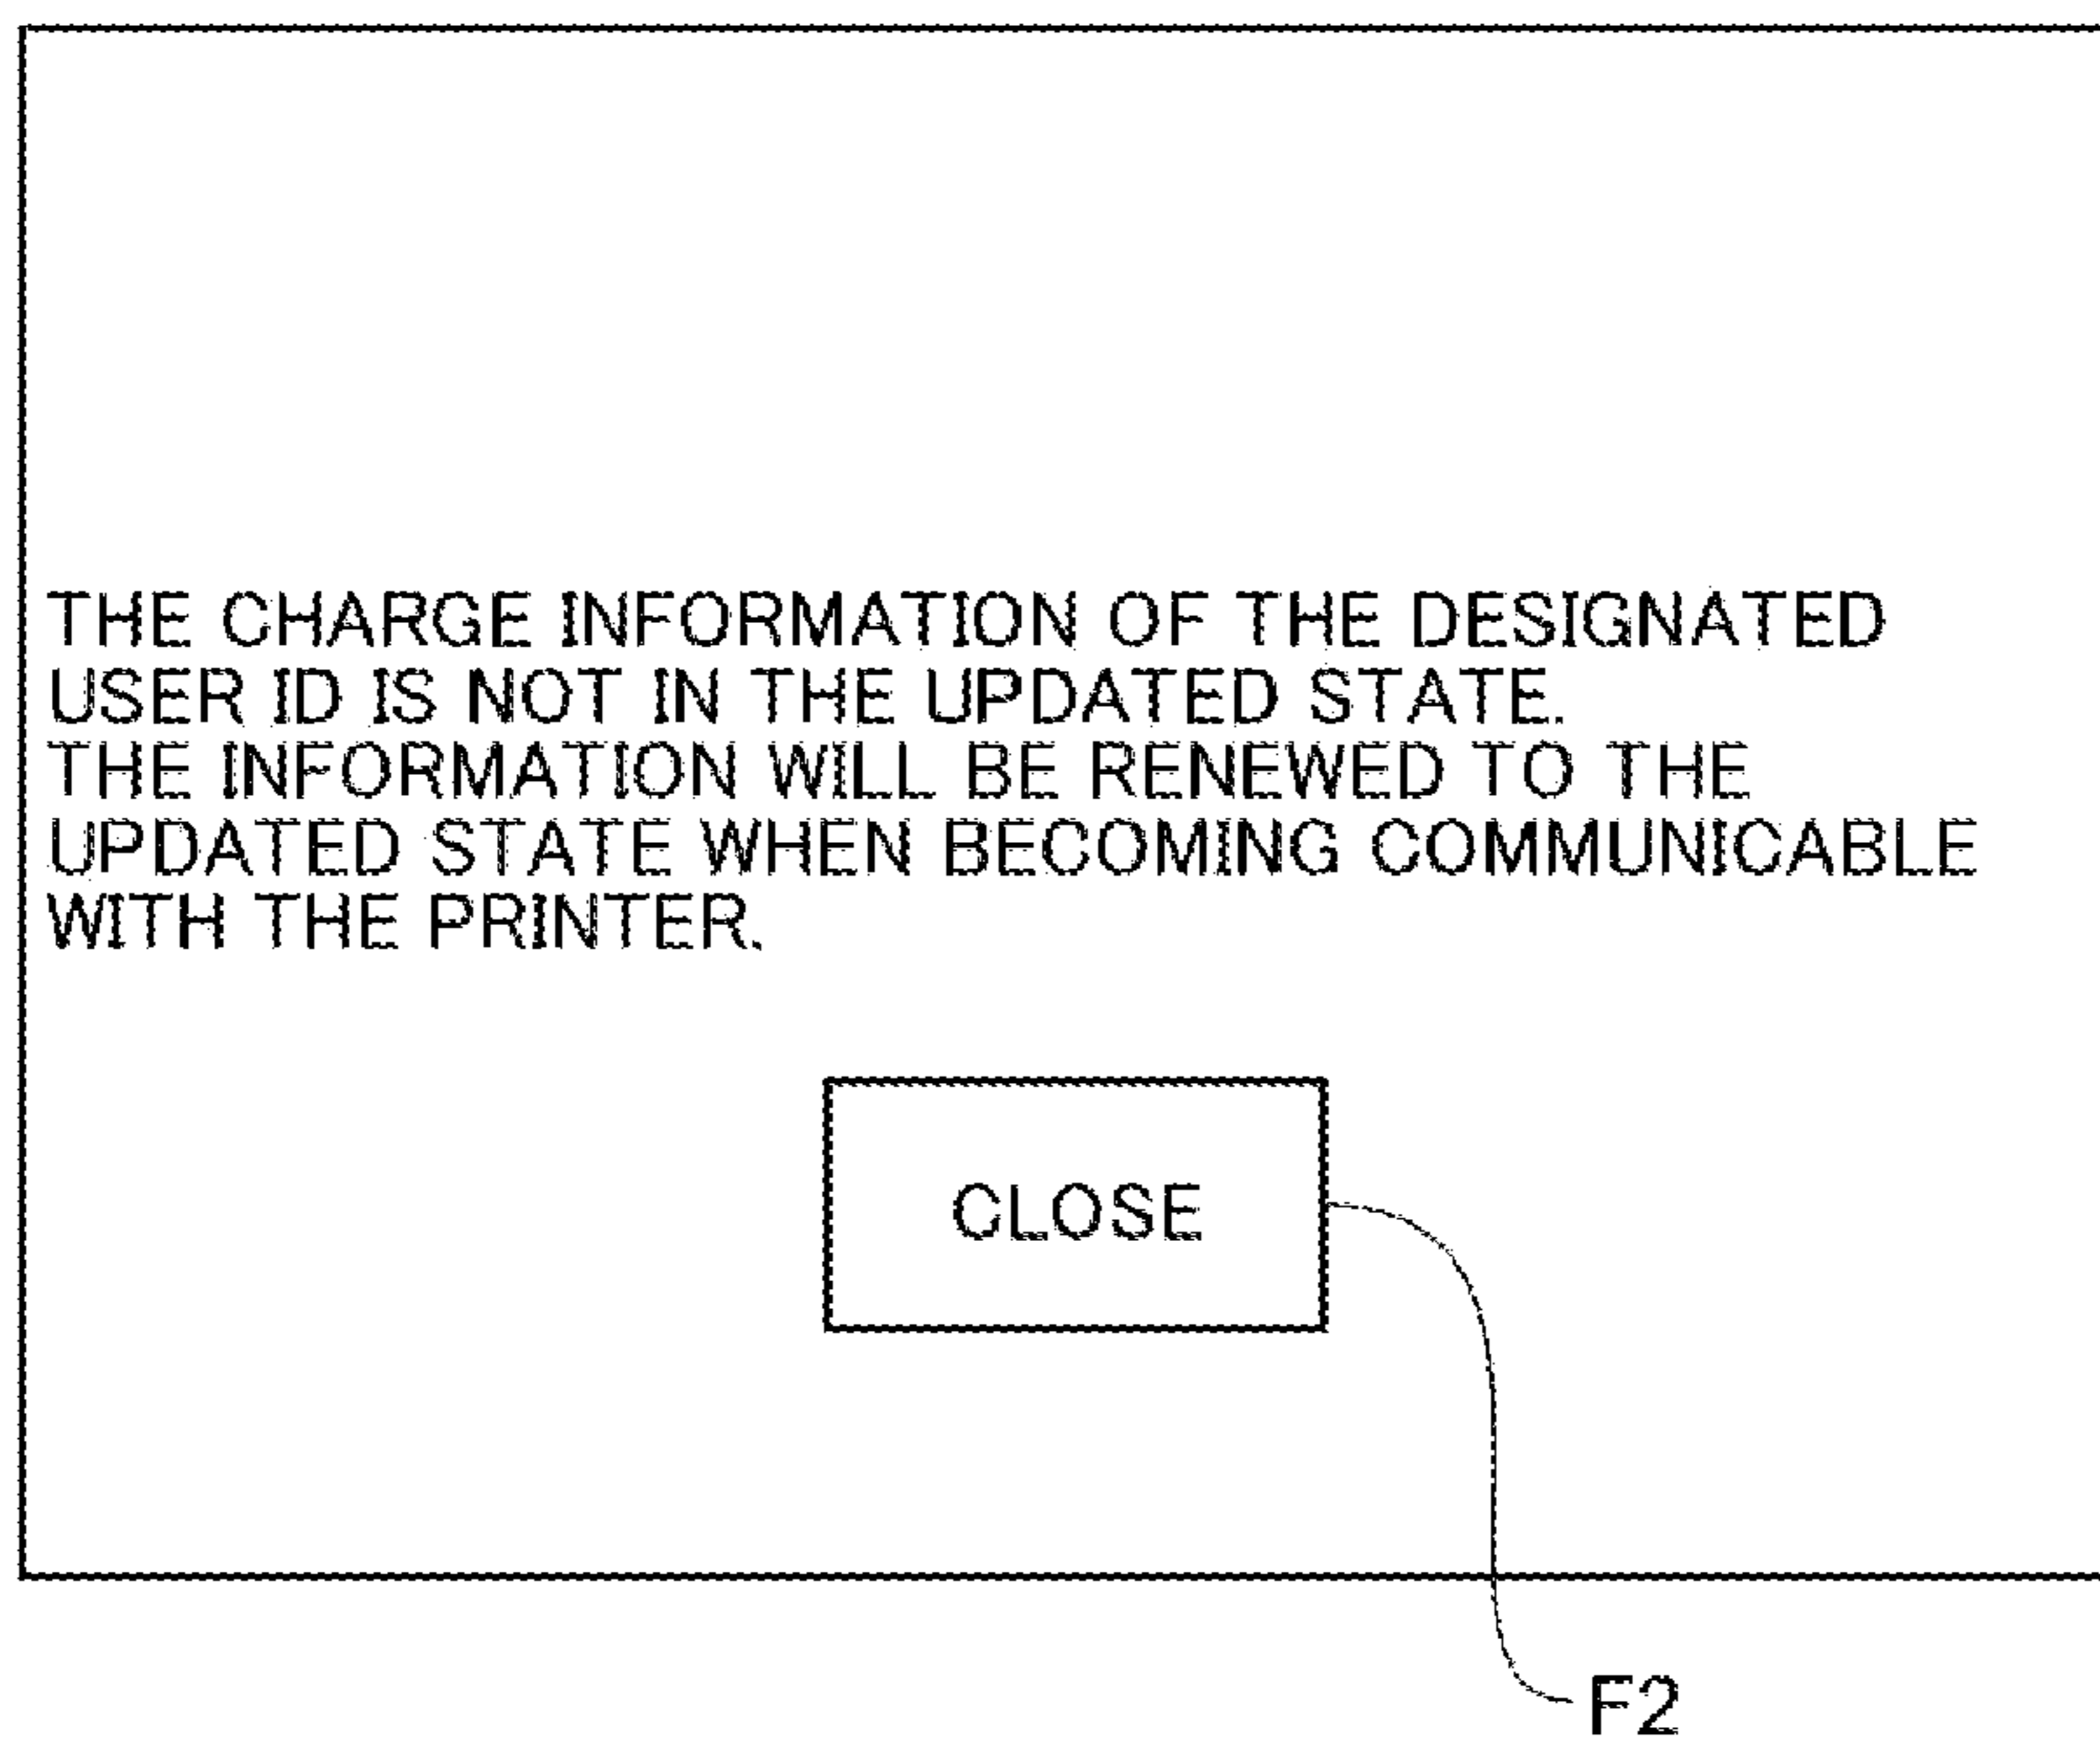 THE CHARGE INFORMATION OF THE DESIGNATED
USER ID IS NOT IN THE UPDATED STATE.
THE INFORMATION WILL BE RENEWED TO THE
UPDATED STATE WHEN BECOMING COMMUNICABLE
WITH THE PRINTER.
CLOSE
F2